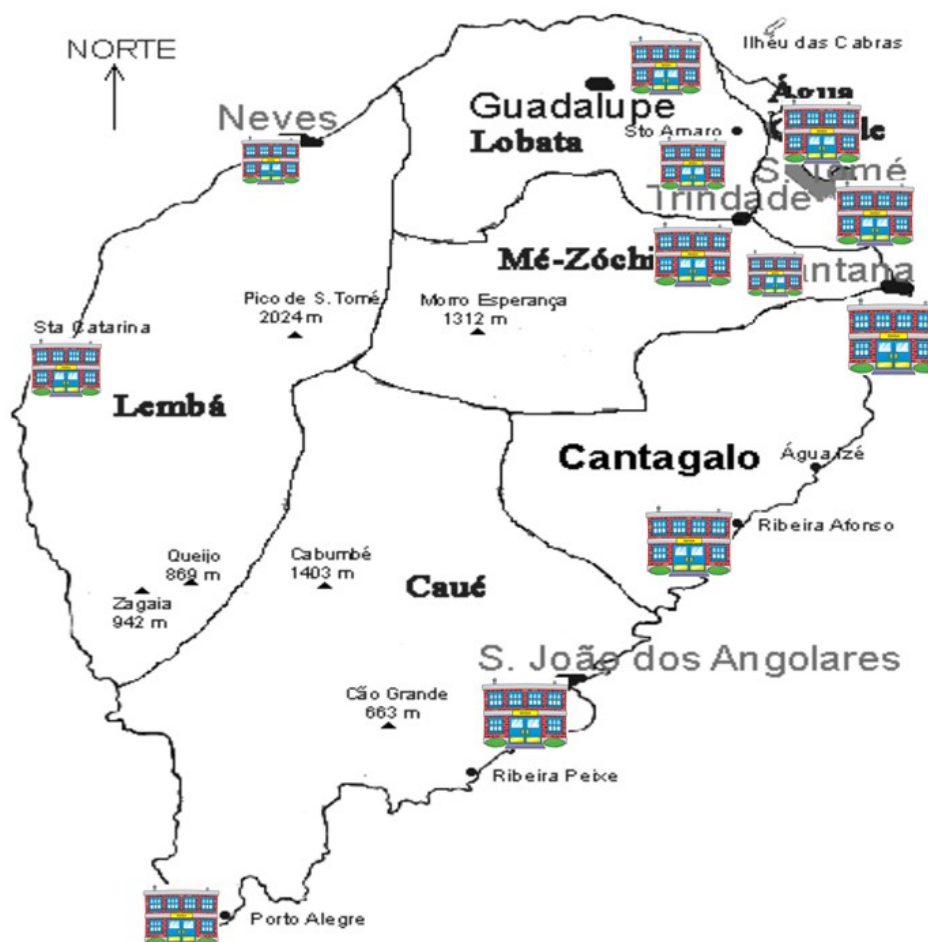 NORTE
Ilhéu das Cabras
Neves
Guadalupe
Lobata
Sto Amaro
S. Tomé
Trindade
Mé-Zóchi
Pico de S. Tomé
2024 m
Morro Esperança
1312 m
Sta Catarina
Lembá
Cantagalo
Água Izé
Ribeira Afonso
Queijo
869 m
Zagaia
942 m
Cabumbé
1403 m
Caué
S. João dos Angolares
Cão Grande
663 m
Ribeira Peixe
Porto Alegre